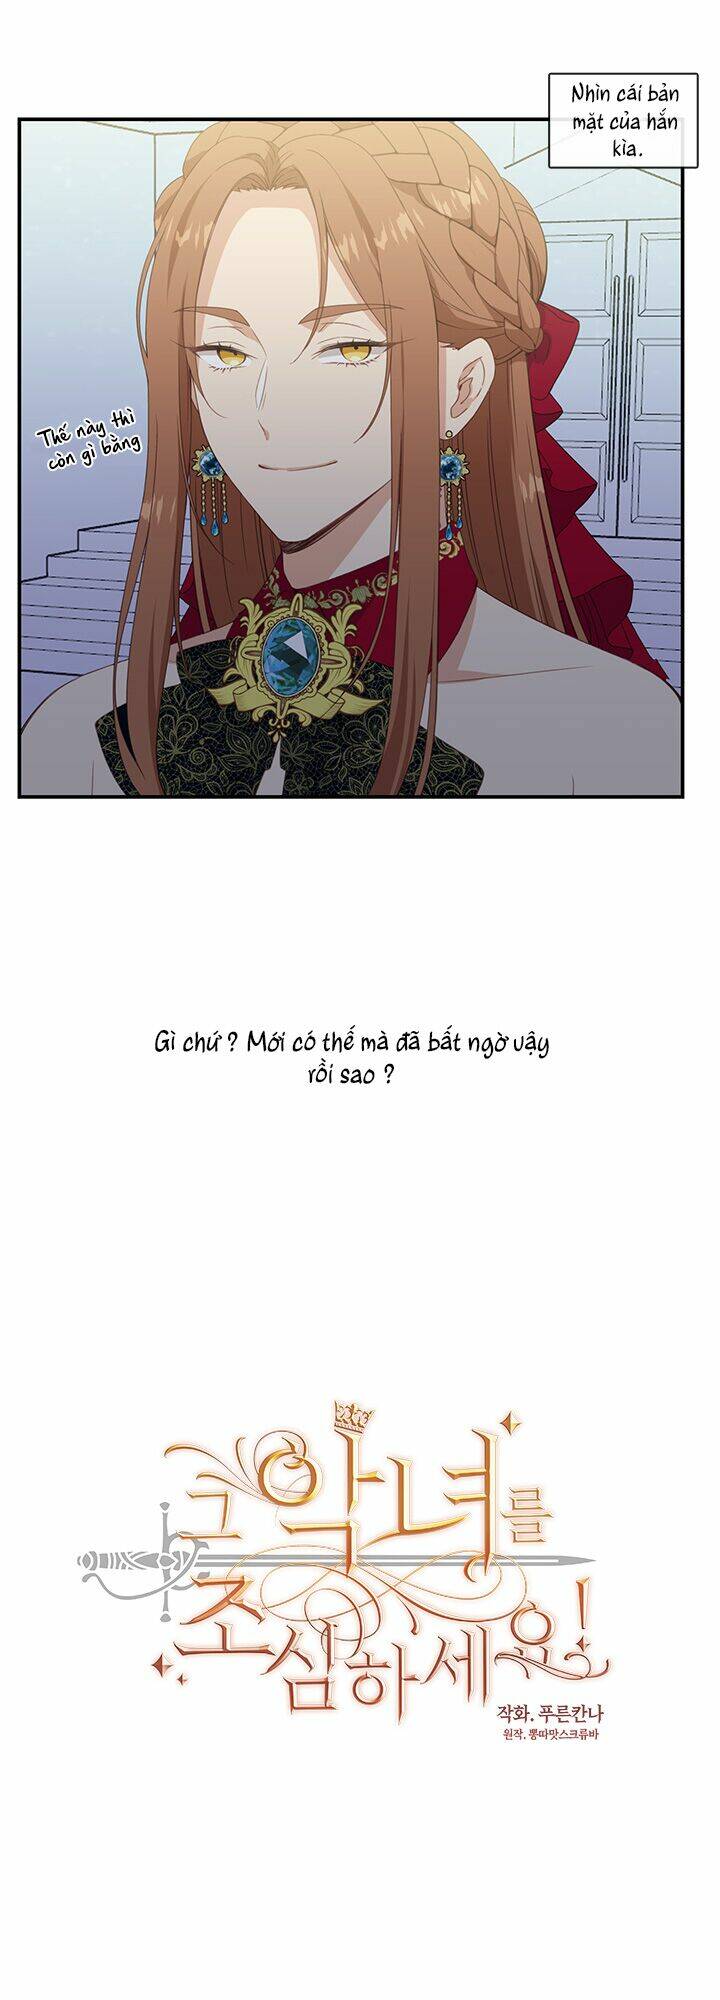 Nhìn cái bản
mặt của hắn
kìa.
Thế này thì
còn gì bằng
Gì chứ ? Mới có thế mà đã bất ngờ vậy
rồi sao ?
그 악녀를
조심하세요!
작화. 푸른칸나
원작. 뽕따맛스크류바